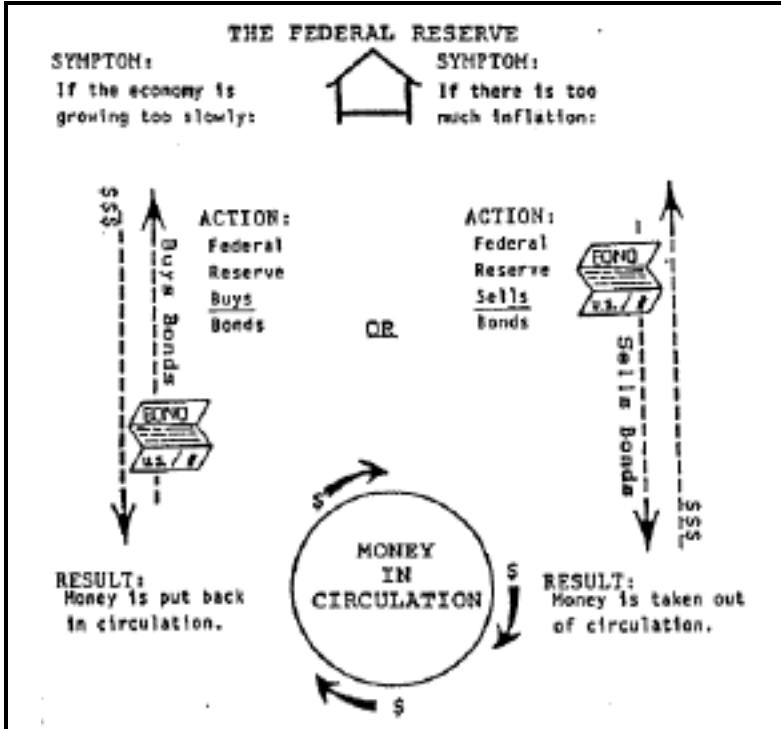 THE FEDERAL RESERVE
SYMPTOM:
If the economy is
growing too slowly:
SYMPTOM:
If there is too
much inflation:
$$$
Buys Bonds
ACTION:
Federal
Reserve
Buys
Bonds
OR
ACTION:
Federal
Reserve
Sells
Bonds
BOND
U.S./$
Sells Bonds
$$$
BOND
U.S./$
RESULT:
Money is put back
in circulation.
$
MONEY
IN
CIRCULATION
$
$
RESULT:
Money is taken out
of circulation.